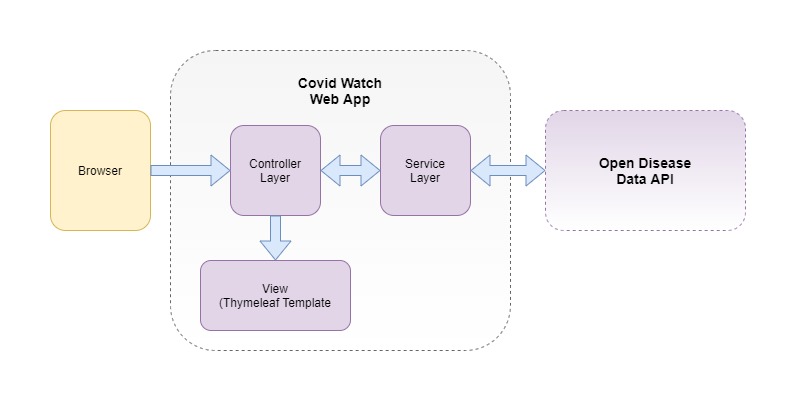 Covid Watch
Web App
Browser
Controller
Layer
Service
Layer
Open Disease
Data API
View
(Thymeleaf Template